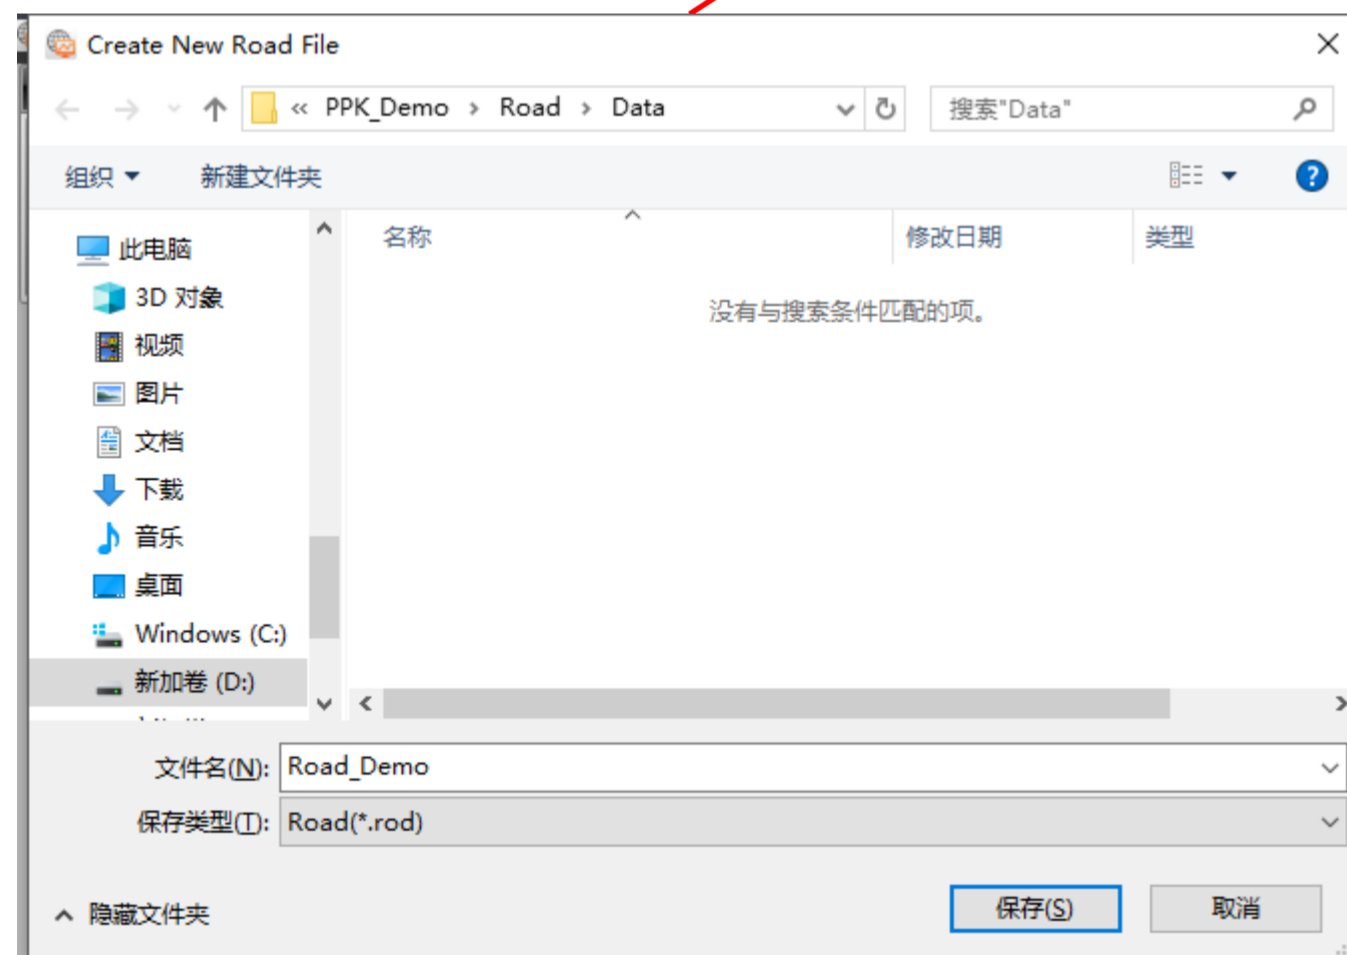 Create New Road File
« PPK_Demo > Road > Data
搜索"Data"
组织
新建文件夹
名称
修改日期
类型
没有与搜索条件匹配的项。
此电脑
3D 对象
视频
图片
文档
下载
音乐
桌面
Windows (C:)
新加卷 (D:)
文件名(N): Road_Demo
保存类型(T): Road(*.rod)
隐藏文件夹
保存(S)
取消